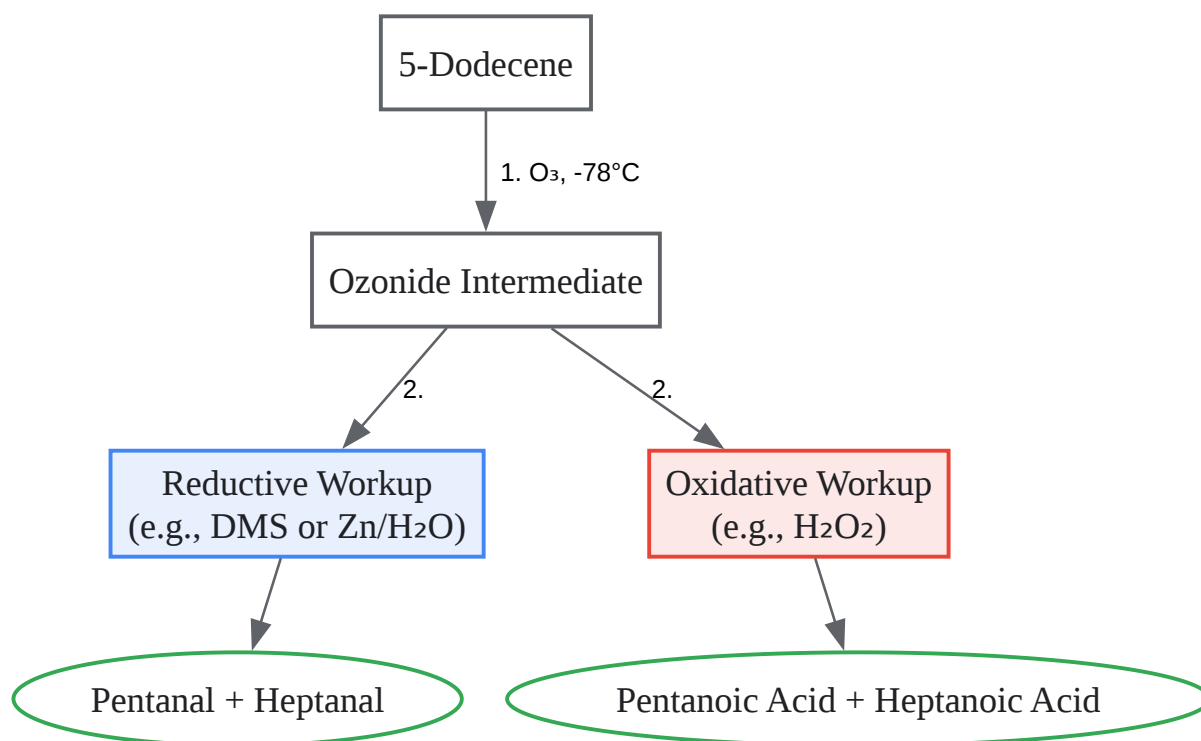 5-Dodecene
1. O₃, -78°C
Ozonide Intermediate
2.
2.
Reductive Workup
(e.g., DMS or Zn/H₂O)
Oxidative Workup
(e.g., H₂O₂)
Pentanal + Heptanal
Pentanoic Acid + Heptanoic Acid